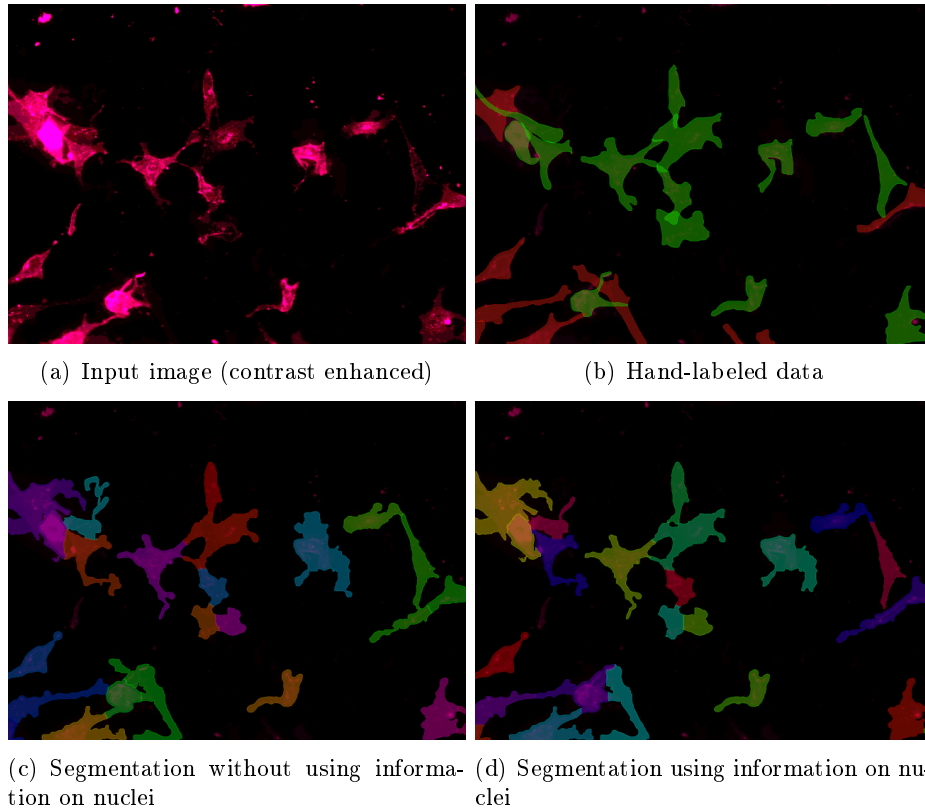 (a) Input image (contrast enhanced)
(b) Hand-labeled data
(c) Segmentation without using informa-
tion on nuclei
(d) Segmentation using information on nu-
clei